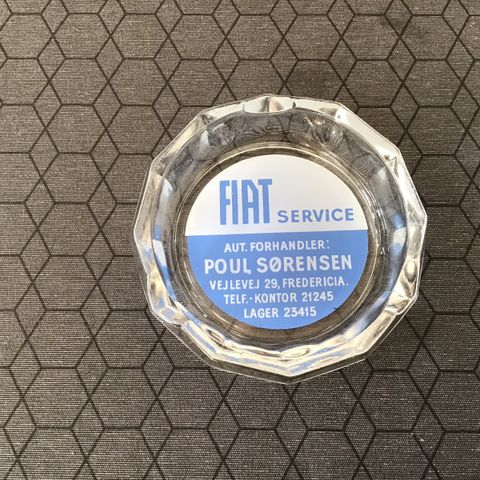 FIAT SERVICE
AUT. FORHANDLER:
POUL SØRENSEN
VEJLEVEJ 29, FREDERICIA.
TELF.- KONTOR 21245
LAGER 23415